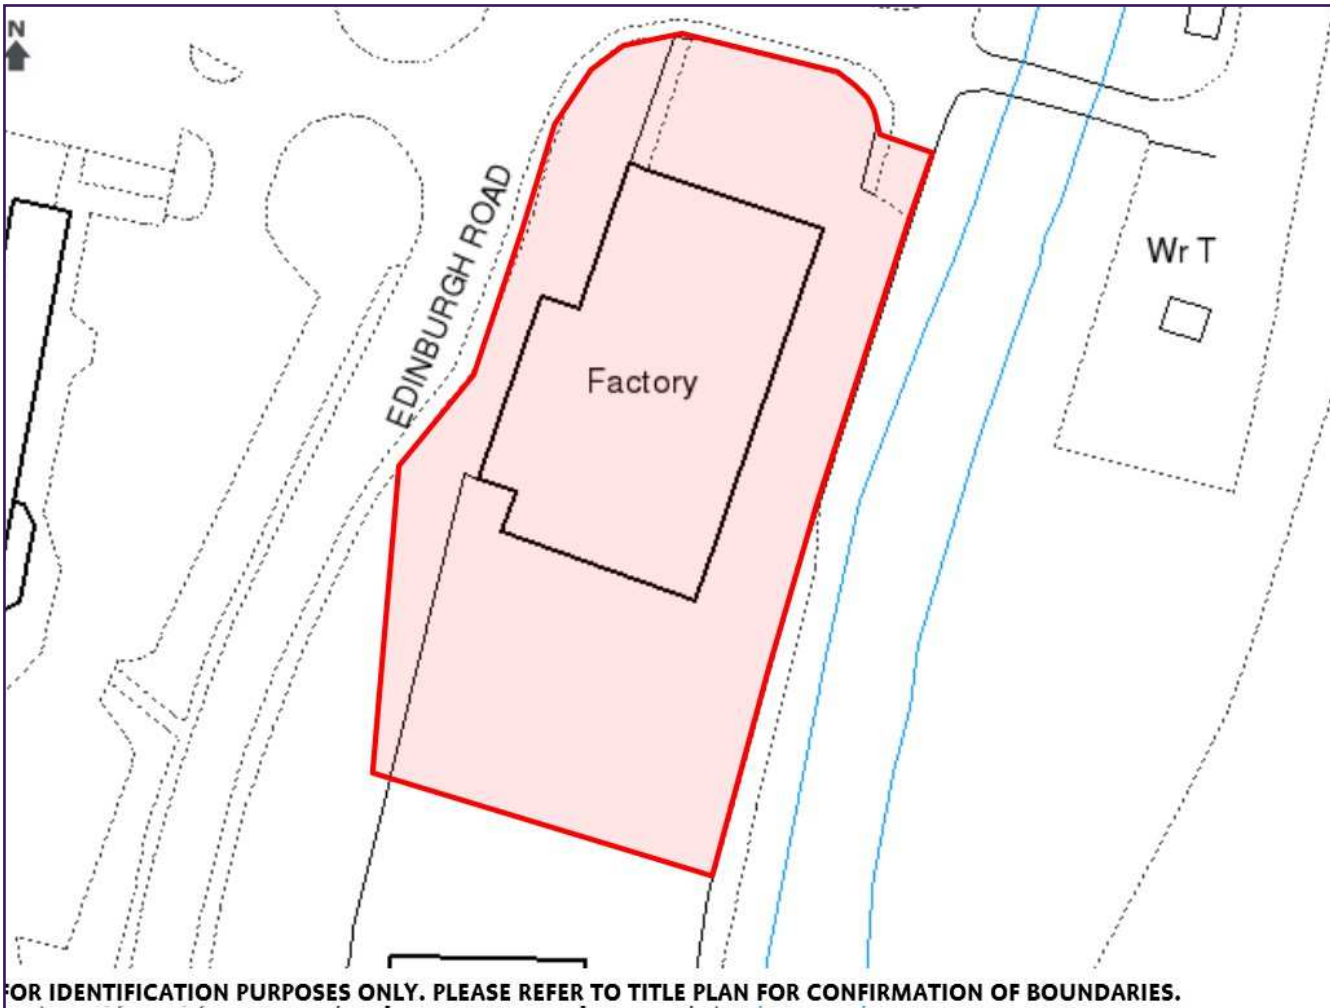 N
EDINBURGH ROAD
Wr T
Factory
FOR IDENTIFICATION PURPOSES ONLY. PLEASE REFER TO TITLE PLAN FOR CONFIRMATION OF BOUNDARIES.